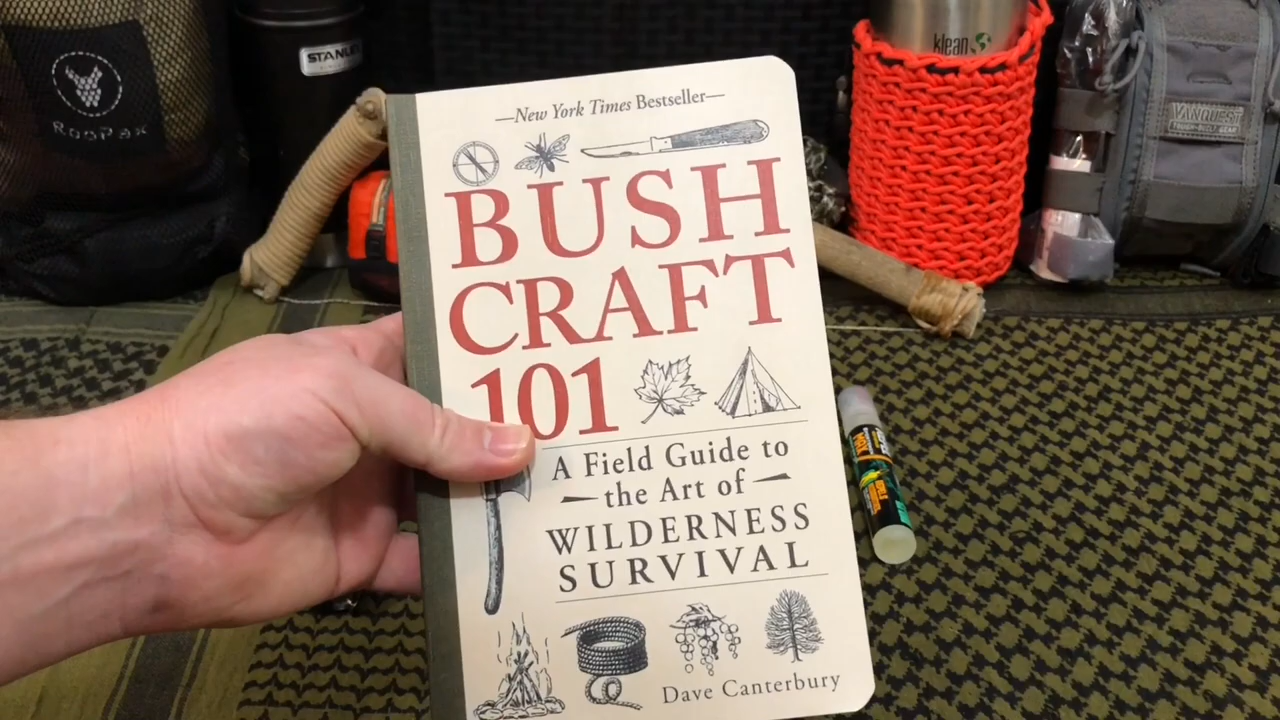 STANLEY
RooPax
klean
VANQUEST
—New York Times Bestseller—
BUSH
CRAFT
101
A Field Guide to
the Art of
WILDERNESS
SURVIVAL
Dave Canterbury